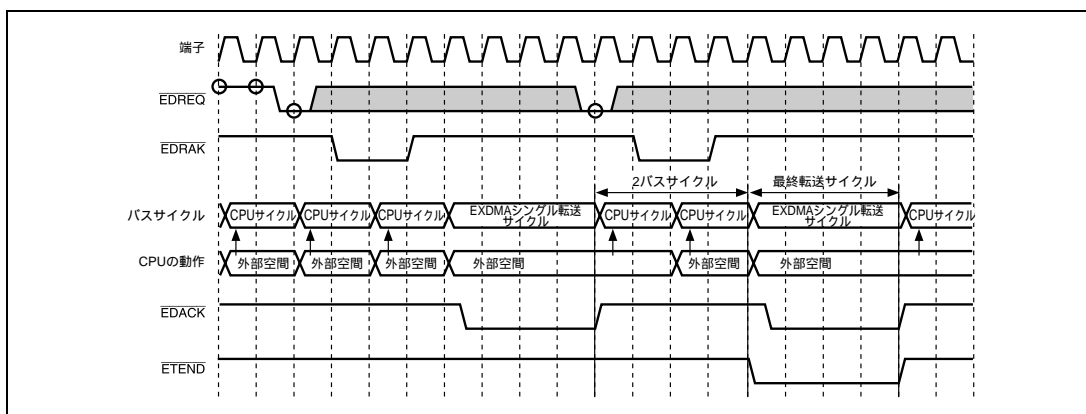 端子
EDREQ
EDRAK
2バスサイクル
最終転送サイクル
バスサイクル
CPUサイクル
CPUサイクル
CPUサイクル
EXDMAシングル転送
サイクル
CPUサイクル
CPUサイクル
EXDMAシングル転送
サイクル
CPUサイクル
CPUの動作
外部空間
外部空間
外部空間
外部空間
外部空間
外部空間
EDACK
ETEND